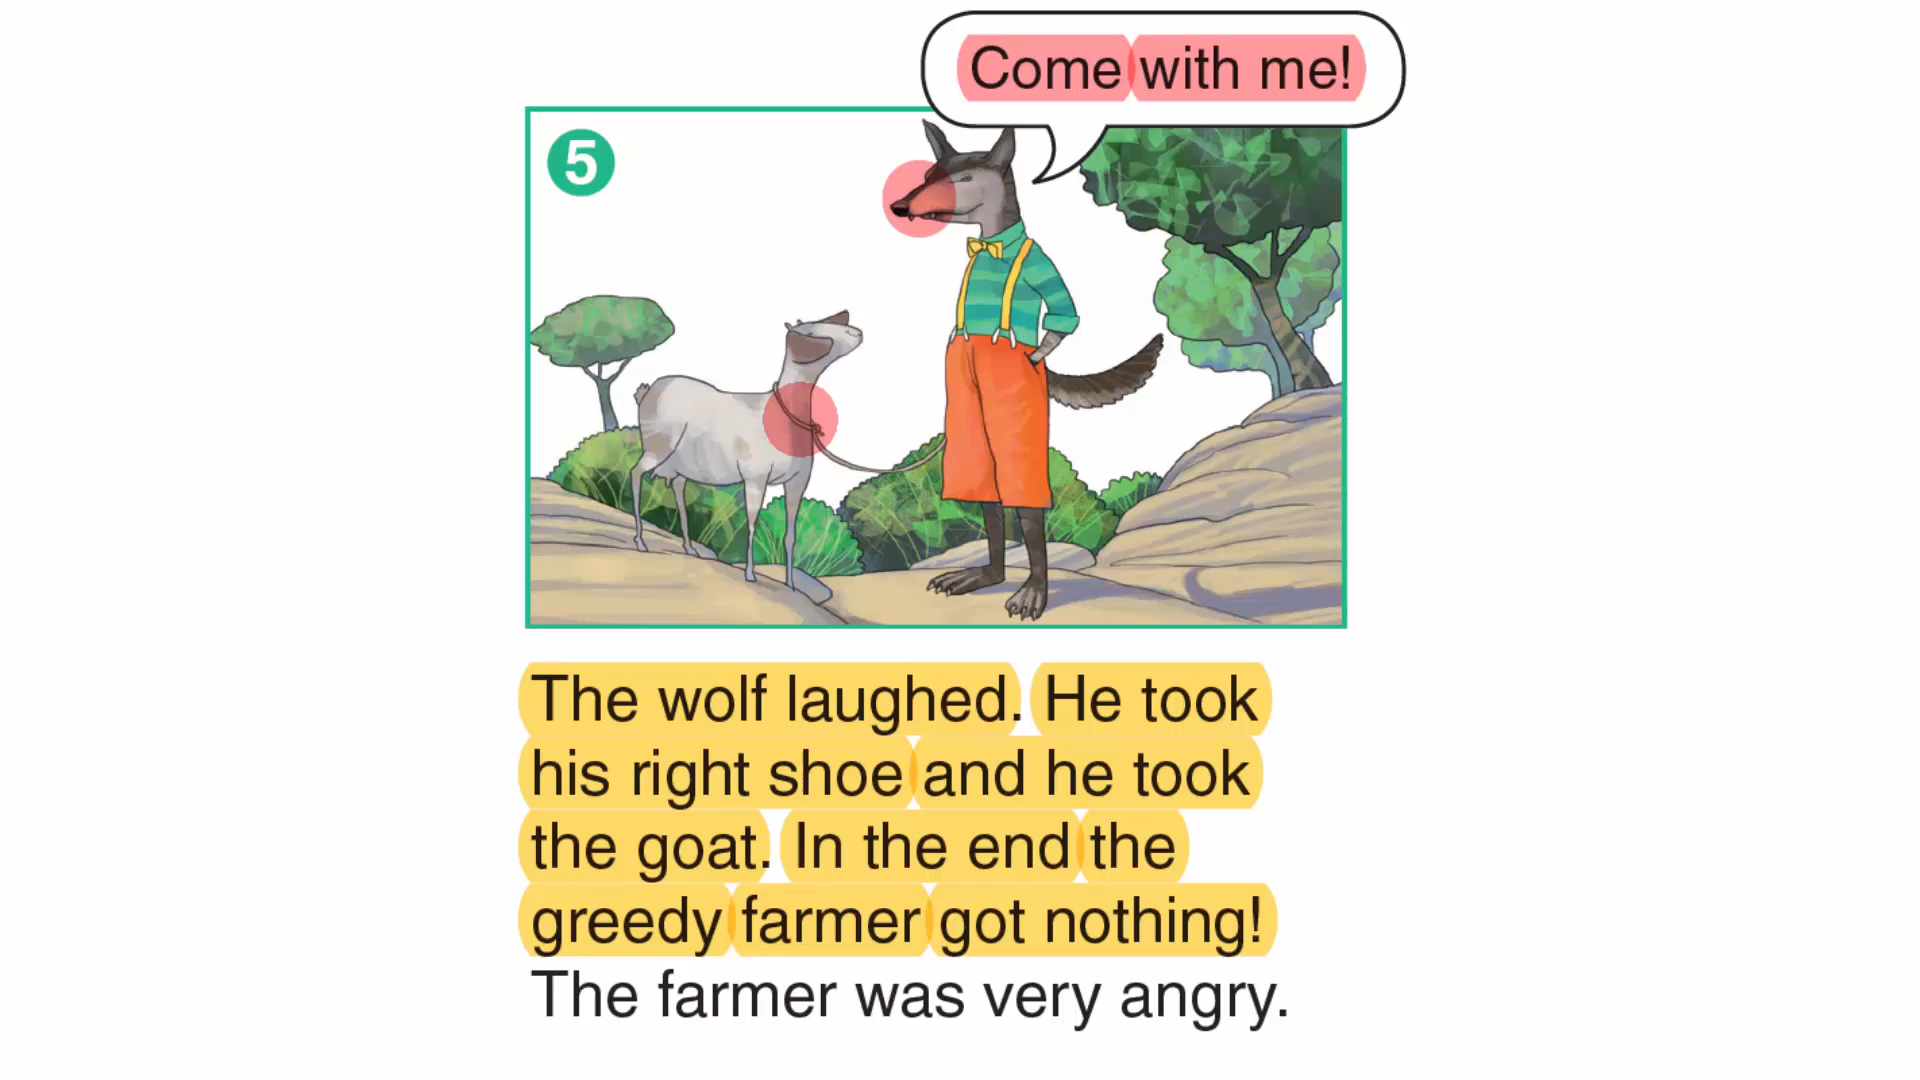 Come with me!
5
The wolf laughed. He took
his right shoe and he took
the goat. In the end the
greedy farmer got nothing!
The farmer was very angry.